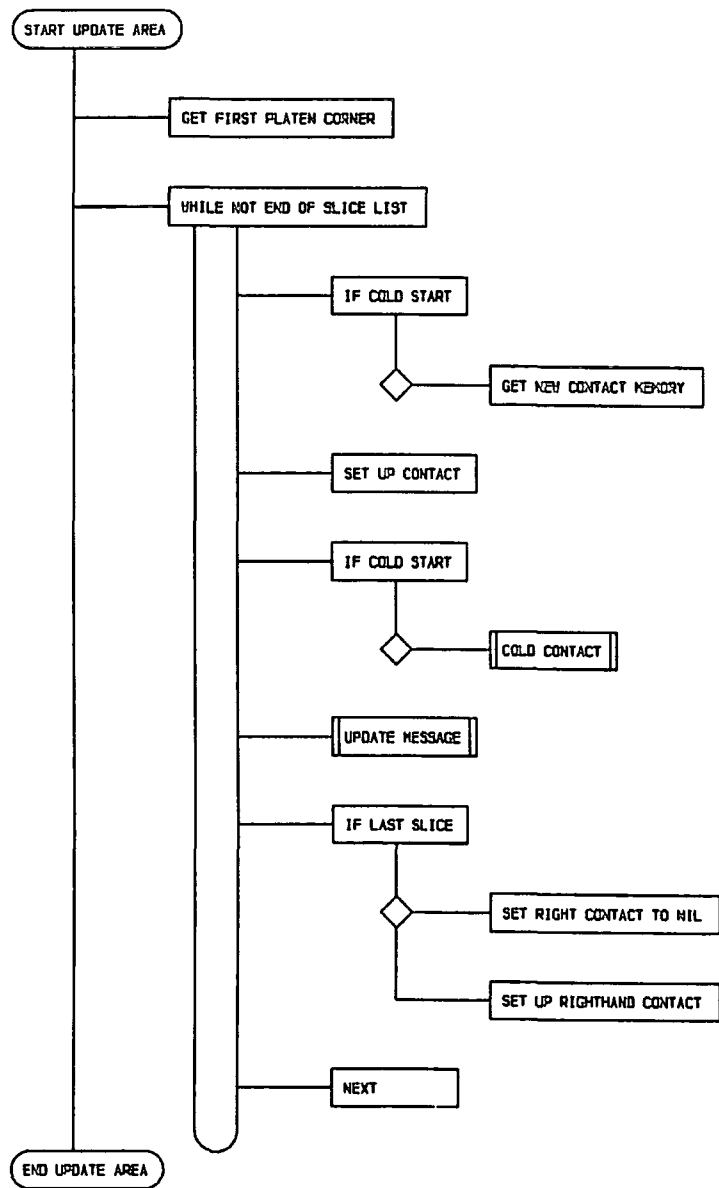 START UPDATE AREA
GET FIRST PLATEN CORNER
WHILE NOT END OF SLICE LIST
IF COLD START
GET NEW CONTACT MEMORY
SET UP CONTACT
IF COLD START
COLD CONTACT
UPDATE MESSAGE
IF LAST SLICE
SET RIGHT CONTACT TO NIL
SET UP RIGHTHAND CONTACT
NEXT
END UPDATE AREA